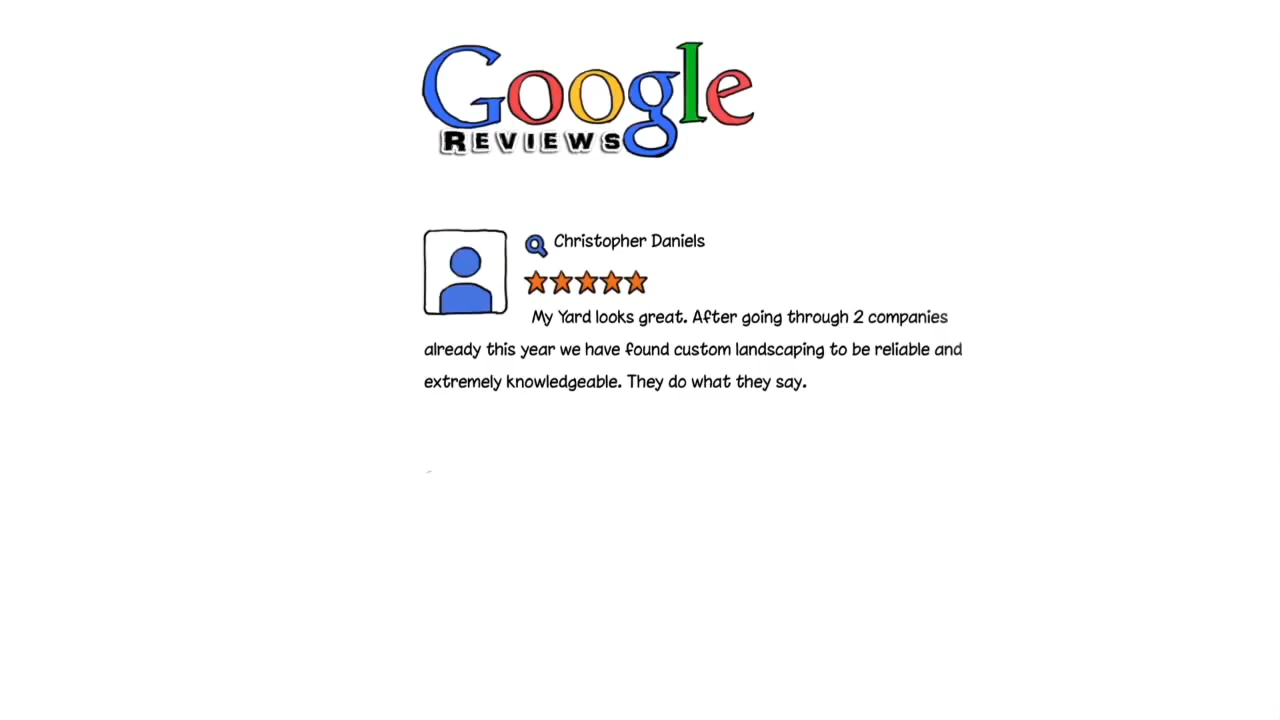 Google
REVIEWS
Christopher Daniels
My Yard looks great. After going through 2 companies
already this year we have found custom landscaping to be reliable and
extremely knowledgeable. They do what they say.